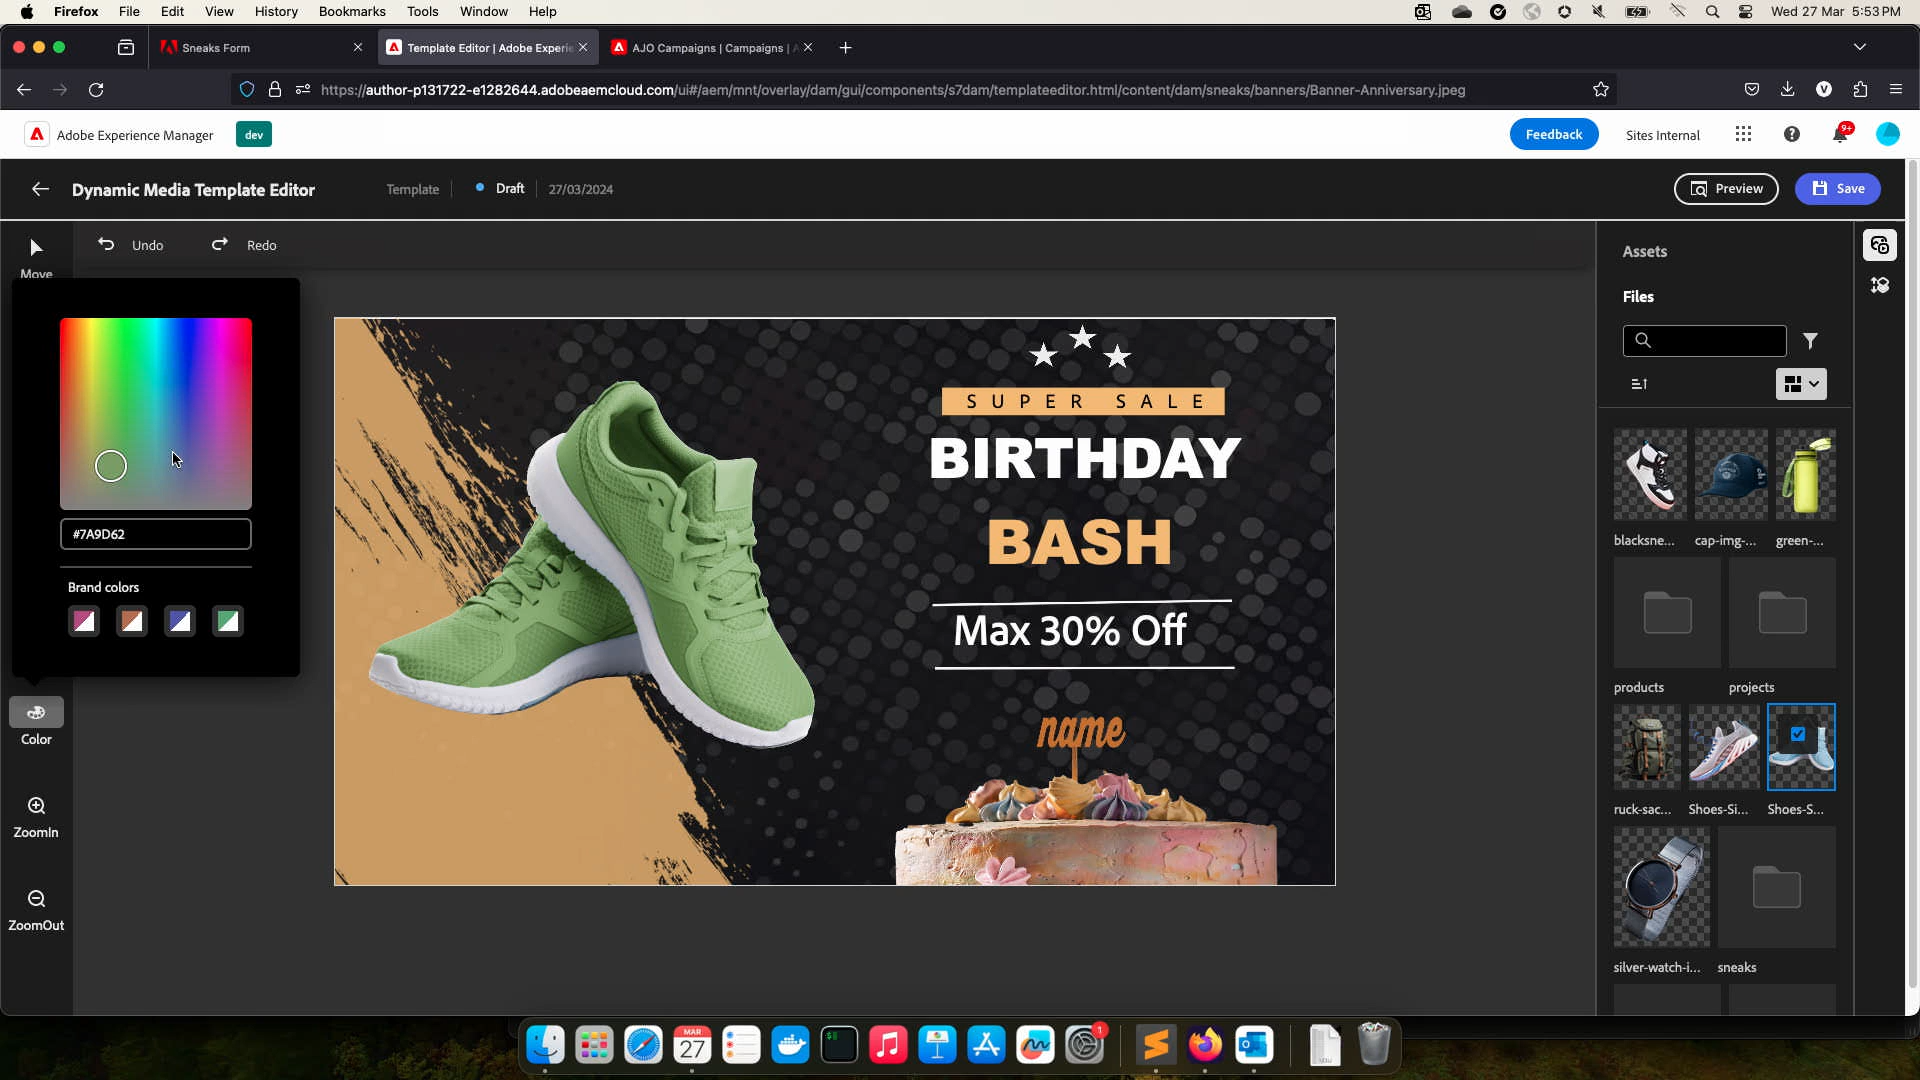 Firefox File Edit View History Bookmarks Tools Window Help
Wed 27 Mar 5:53 PM
Sneaks Form
Template Editor | Adobe Experie
AJO Campaigns | Campaigns | A
https://author-p131722-e1282644.adobeaemcloud.com/ui#/aem/mnt/overlay/dam/gui/components/s7dam/templateeditor.html/content/dam/sneaks/banners/Banner-Anniversary.jpeg
Adobe Experience Manager
dev
Feedback
Sites Internal
9+
Dynamic Media Template Editor
Template
Draft
27/03/2024
Preview
Save
Undo
Redo
Move
#7A9D62
Brand colors
Color
ZoomIn
ZoomOut
SUPER SALE
BIRTHDAY
BASH
Max 30% Off
name
Assets
Files
blacksne...
cap-img-...
green-...
products
projects
ruck-sac...
Shoes-Si...
Shoes-S...
silver-watch-i...
sneaks
MAR
27
1